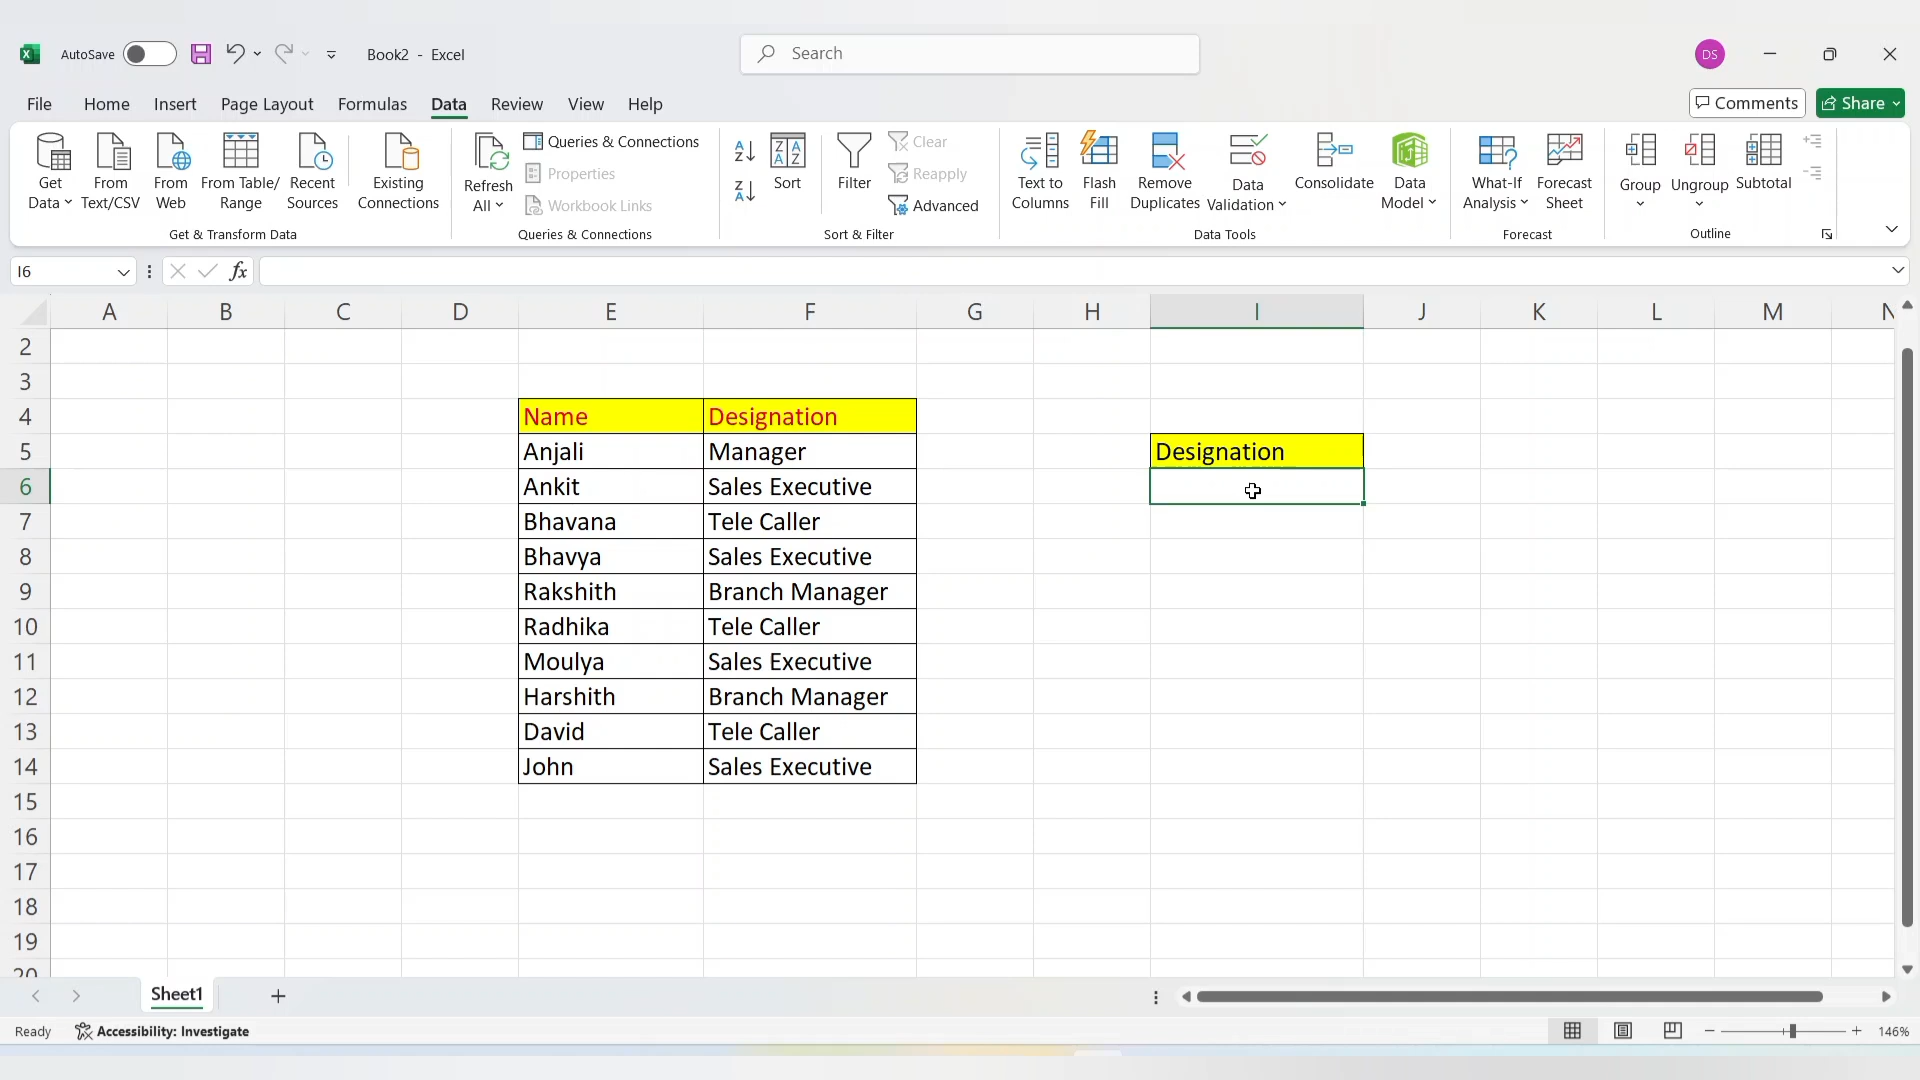 AutoSave Book2 - Excel Search DS
File Home Insert Page Layout Formulas Data Review View Help Comments Share
Get Data From Text/CSV From Web From Table/ Range Recent Sources Existing Connections
Get & Transform Data
Refresh All Queries & Connections
Properties
Workbook Links
Queries & Connections
Sort Filter Clear
Reapply
Advanced
Sort & Filter
Text to Columns Flash Fill Remove Duplicates Data Validation Consolidate Data Model
Data Tools
What-If Analysis Forecast Sheet
Forecast
Group Ungroup Subtotal
Outline
I6 fx
A B C D E F G H I J K L M N
2
3
4 Name Designation
5 Anjali Manager Designation
6 Ankit Sales Executive
7 Bhavana Tele Caller
8 Bhavya Sales Executive
9 Rakshith Branch Manager
10 Radhika Tele Caller
11 Moulya Sales Executive
12 Harshith Branch Manager
13 David Tele Caller
14 John Sales Executive
15
16
17
18
19
20
Sheet1
Ready Accessibility: Investigate 146%